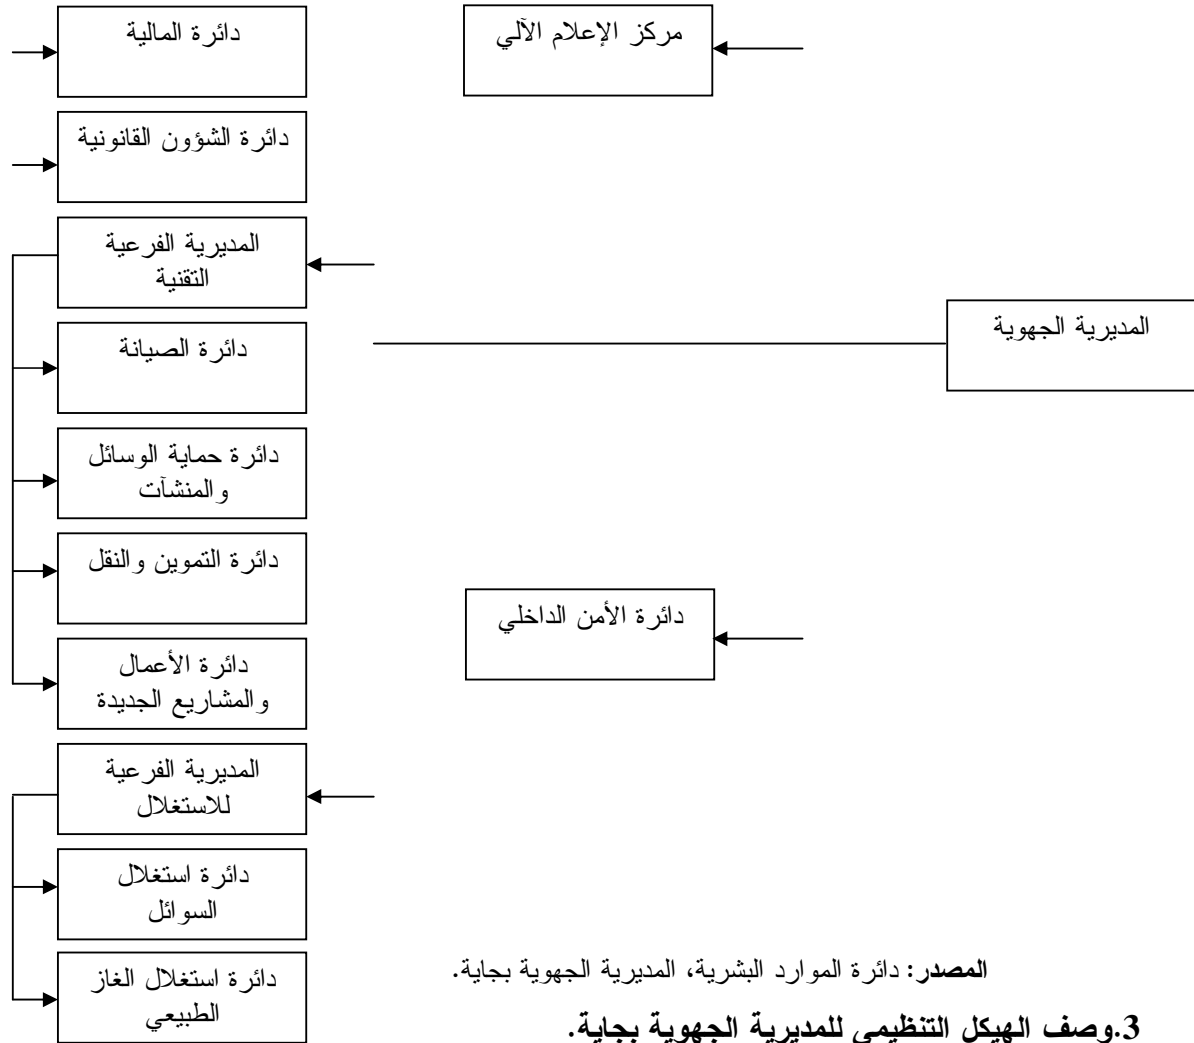 دائرة المالية
مركز الإعلام الآلي
دائرة الشؤون القانونية
المديرية الفرعية
التقنية
المديرية الجهوية
دائرة الصيانة
دائرة حماية الوسائل
والمنشآت
دائرة التموين والنقل
دائرة الأمن الداخلي
دائرة الأعمال
والمشاريع الجديدة
المديرية الفرعية
للاستغلال
دائرة استغلال
السوائل
دائرة استغلال الغاز
الطبيعي
المصدر: دائرة الموارد البشرية، المديرية الجهوية بجاية.
3.وصف الهيكل التنظيمي للمديرية الجهوية بجاية.